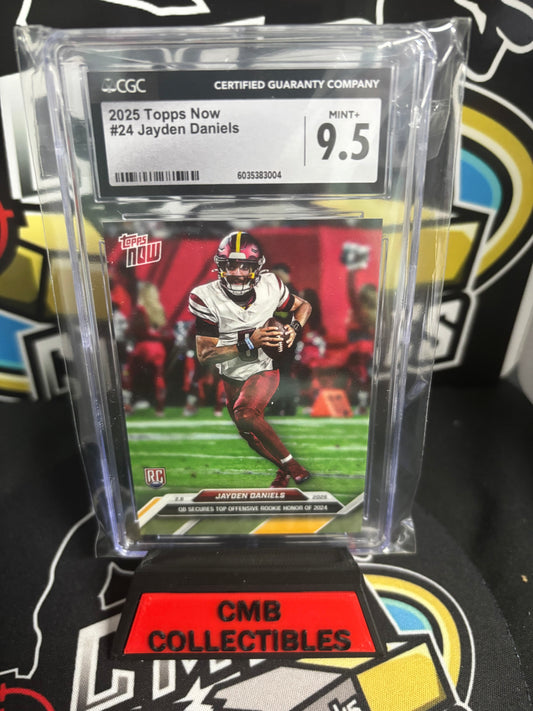 CGC
CERTIFIED GUARANTY COMPANY
2025 Topps Now
#24 Jayden Daniels
MINT+
9.5
6035383004
topps
now
RC
JAYDEN DANIELS
2025
QB SECURES TOP OFFENSIVE ROOKIE HONOR OF 2024
CMB
COLLECTIBLES